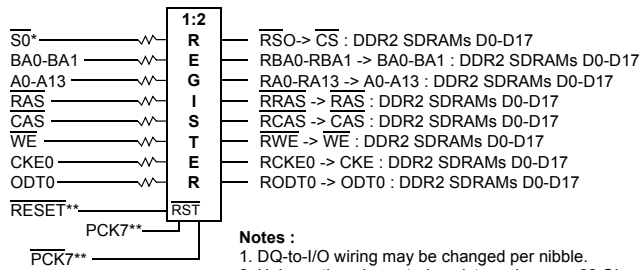 1:2
S0* R RSO-> CS : DDR2 SDRAMs D0-D17
BA0-BA1 E RBA0-RBA1 -> BA0-BA1 : DDR2 SDRAMs D0-D17
A0-A13 G RA0-RA13 -> A0-A13 : DDR2 SDRAMs D0-D17
RAS I RRAS -> RAS : DDR2 SDRAMs D0-D17
CAS S RCAS -> CAS : DDR2 SDRAMs D0-D17
WE T RWE -> WE : DDR2 SDRAMs D0-D17
CKE0 E RCKE0 -> CKE : DDR2 SDRAMs D0-D17
ODT0 R RODT0 -> ODT0 : DDR2 SDRAMs D0-D17
RESET** RST
PCK7**
PCK7**
Notes :
1. DQ-to-I/O wiring may be changed per nibble.